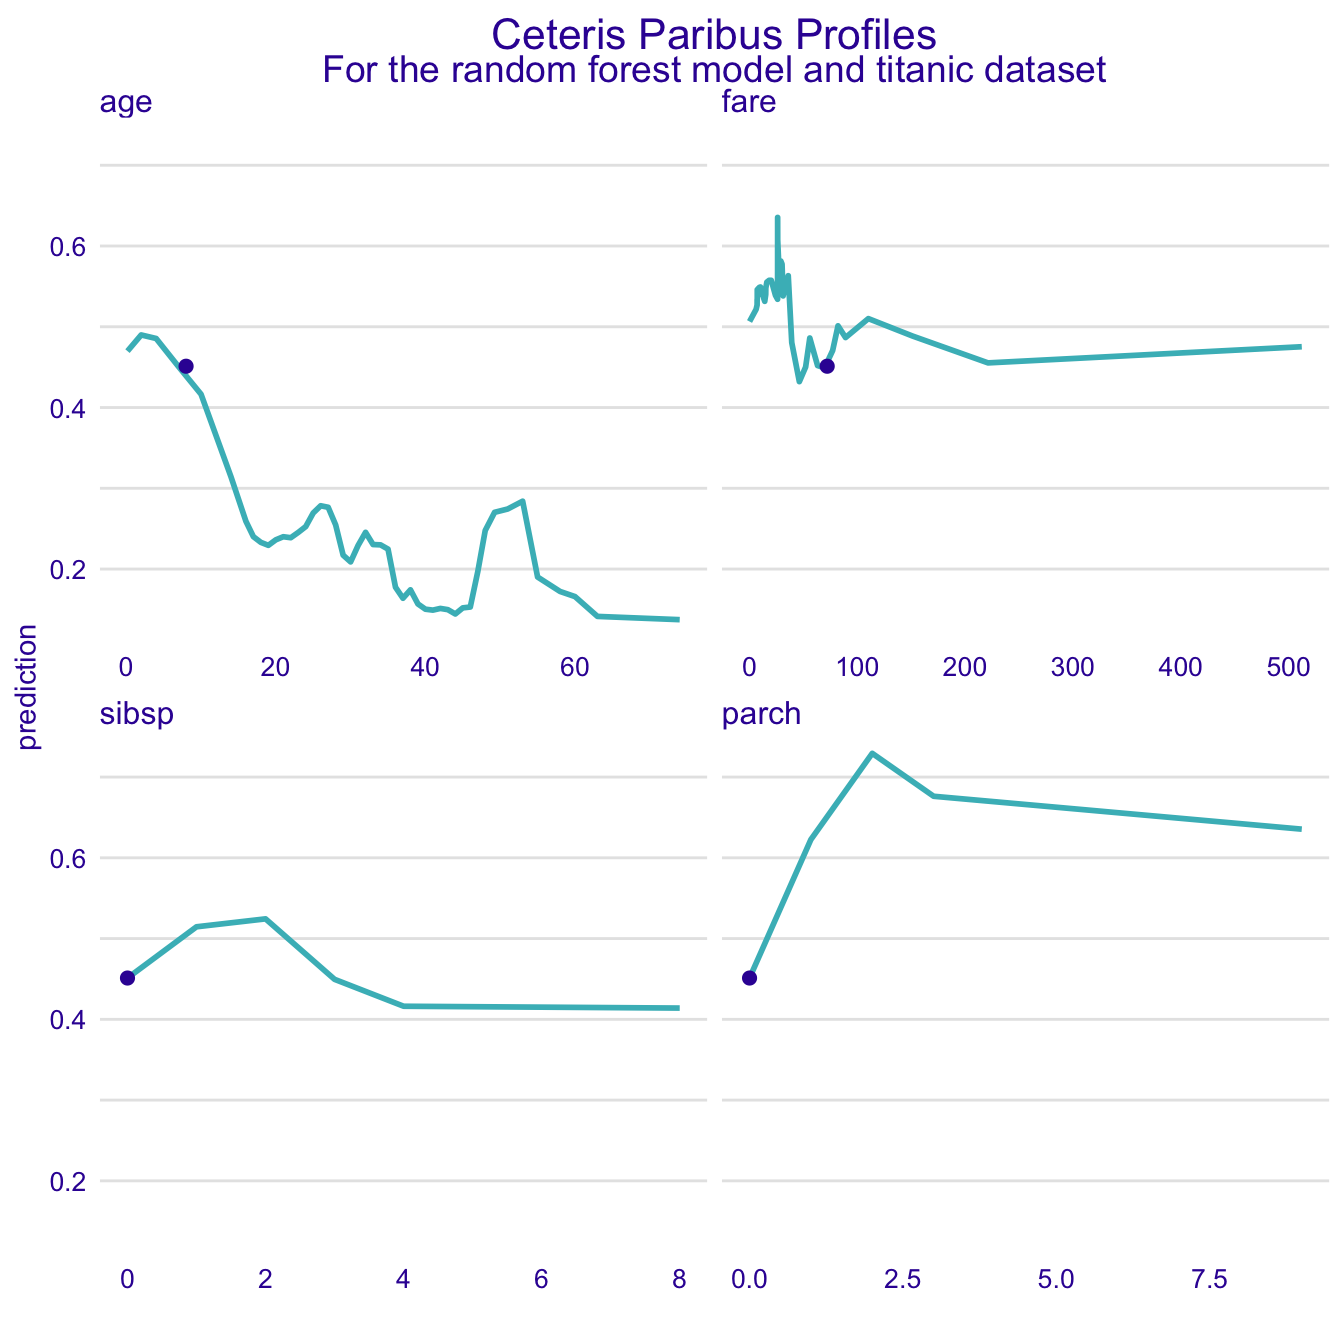 Ceteris Paribus Profiles
For the random forest model and titanic dataset
age
fare
0.6
0.4
0.2
0 20 40 60
0 100 200 300 400 500
prediction
sibsp
parch
0.6
0.4
0.2
0 2 4 6 8
0.0 2.5 5.0 7.5